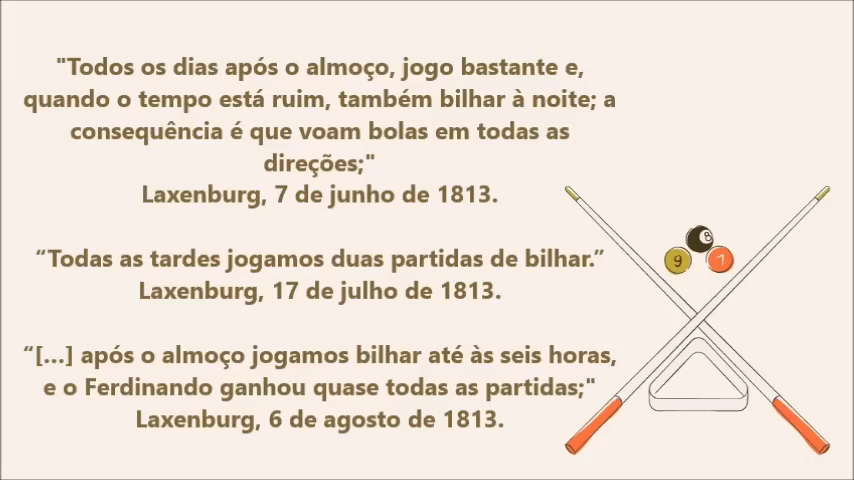 "Todos os dias após o almoço, jogo bastante e,
quando o tempo está ruim, também bilhar à noite; a
consequência é que voam bolas em todas as
direções;"
Laxenburg, 7 de junho de 1813.
“Todas as tardes jogamos duas partidas de bilhar.”
Laxenburg, 17 de julho de 1813.
“[...] após o almoço jogamos bilhar até às seis horas,
e o Ferdinando ganhou quase todas as partidas;"
Laxenburg, 6 de agosto de 1813.
8
9
7